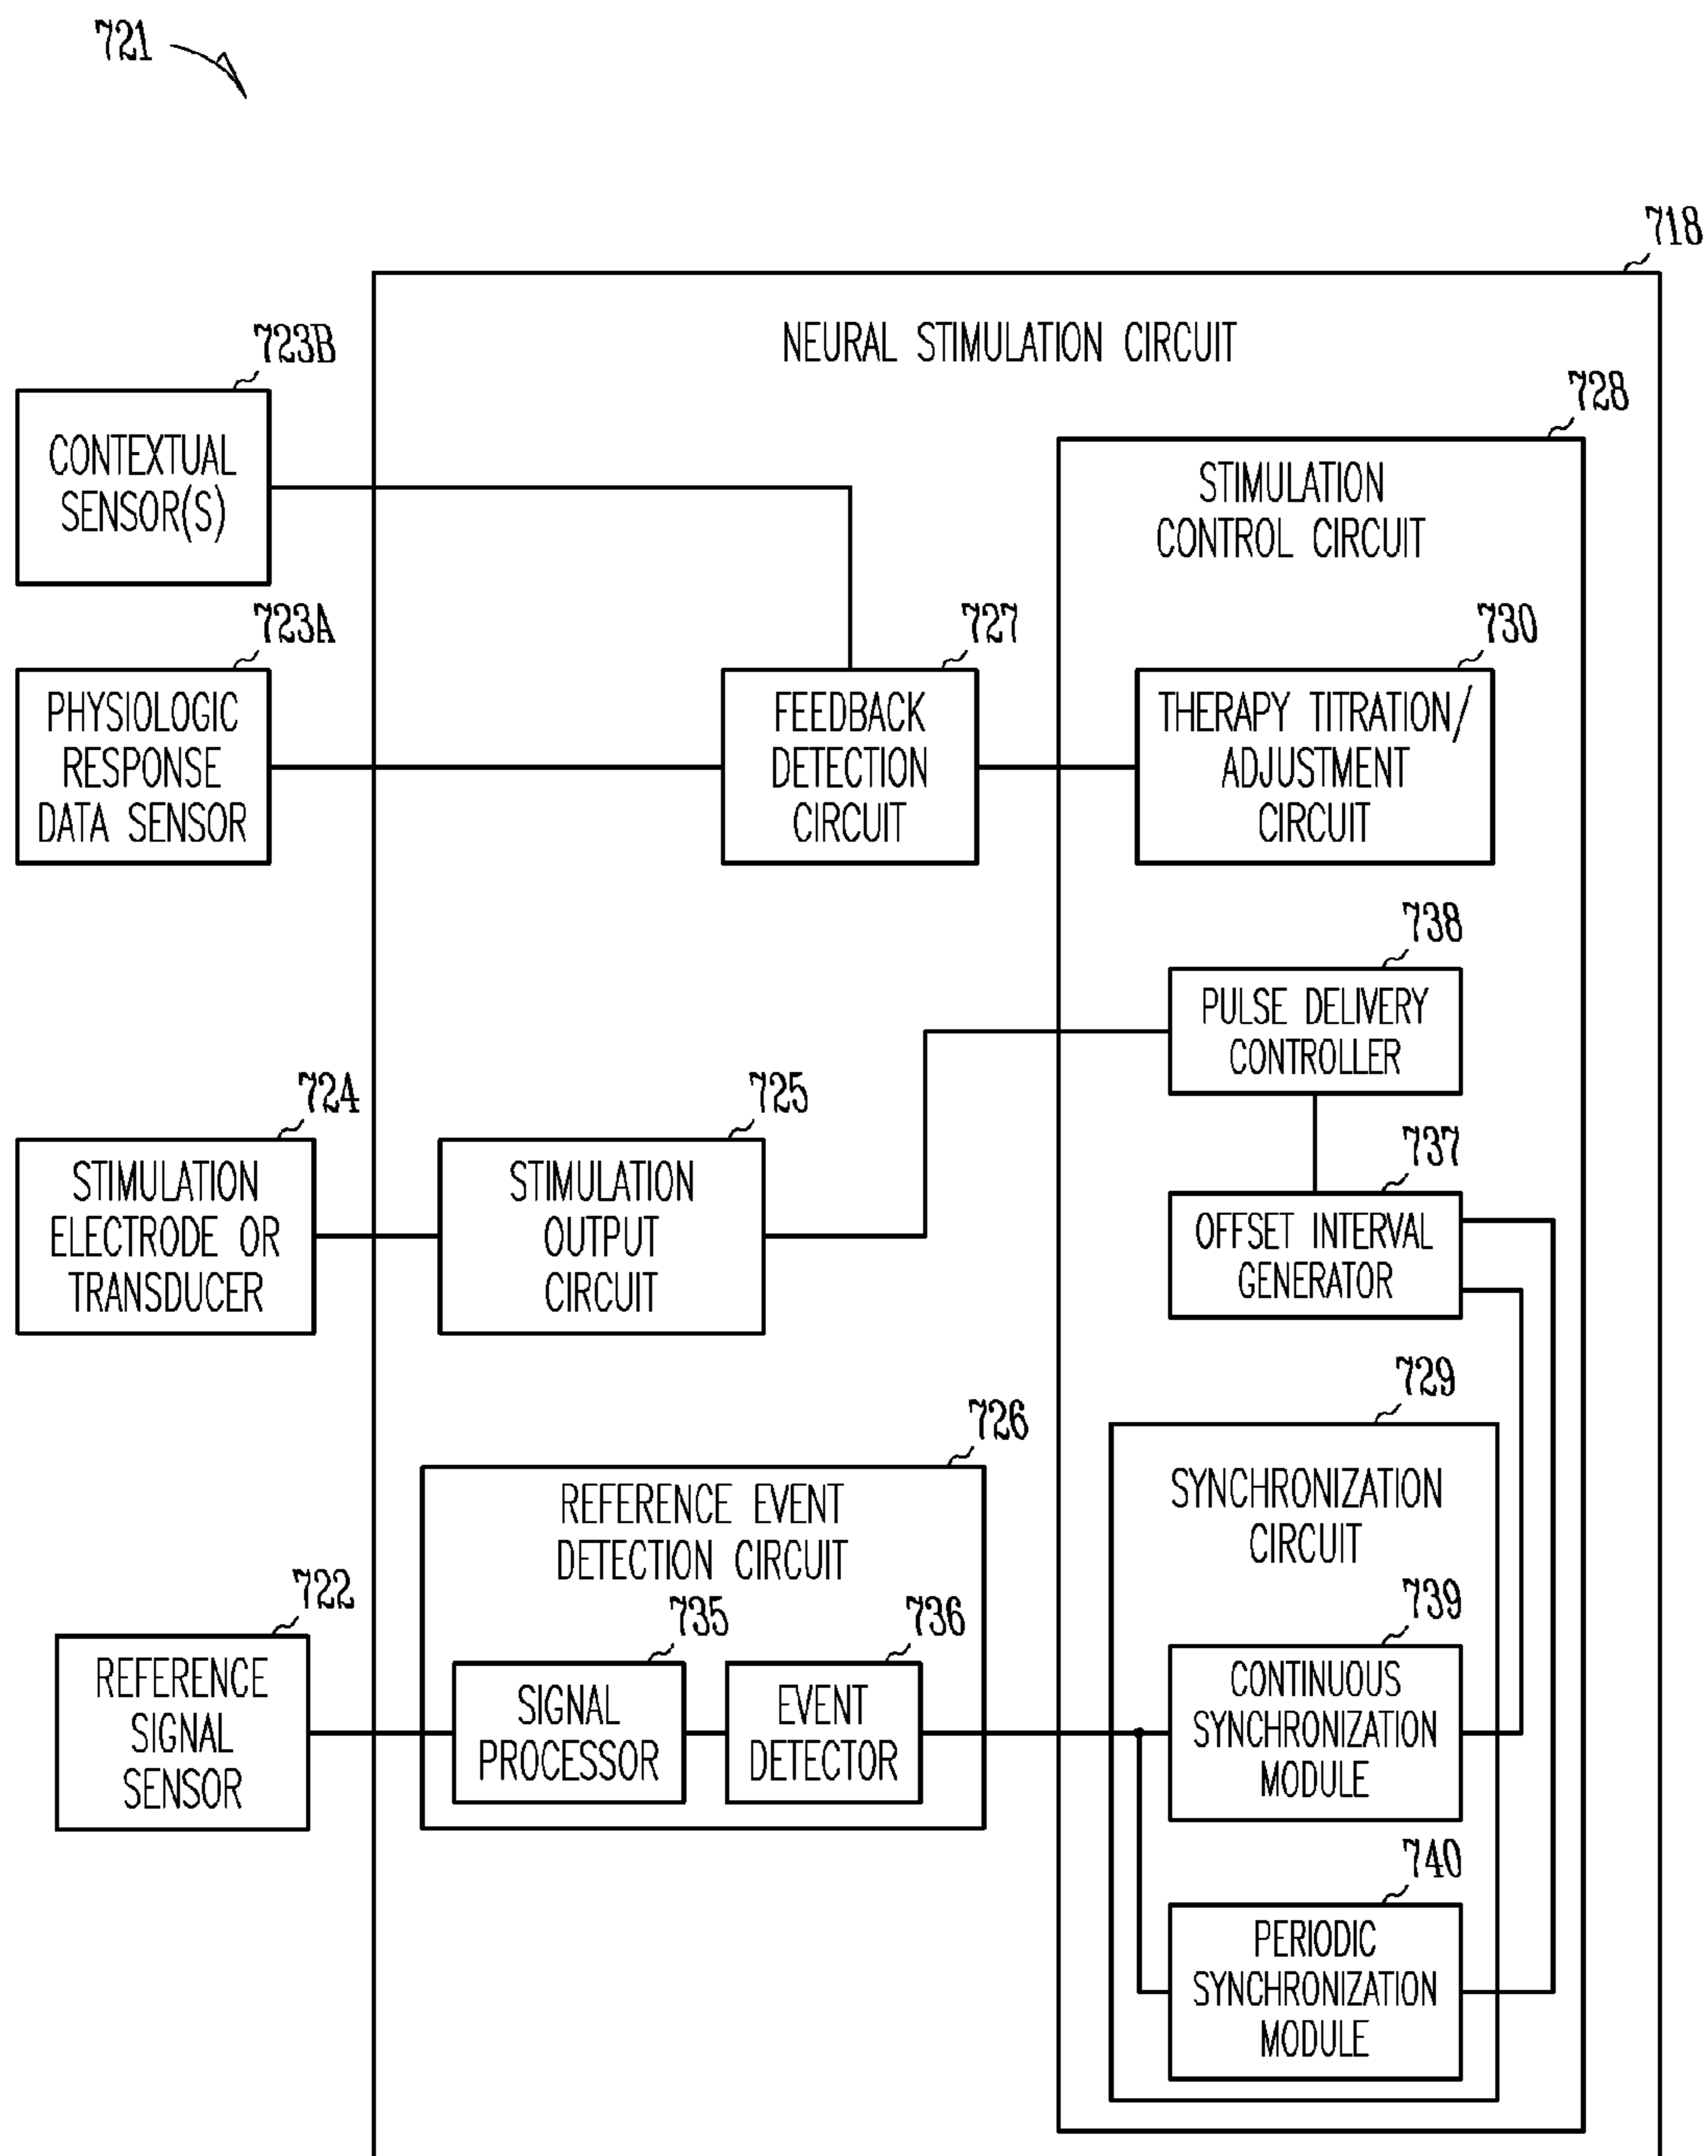 721
718
NEURAL STIMULATION CIRCUIT
723B
CONTEXTUAL
SENSOR(S)
728
STIMULATION
CONTROL CIRCUIT
723A
PHYSIOLOGIC
RESPONSE
DATA SENSOR
727
FEEDBACK
DETECTION
CIRCUIT
730
THERAPY TITRATION/
ADJUSTMENT
CIRCUIT
738
PULSE DELIVERY
CONTROLLER
724
STIMULATION
ELECTRODE OR
TRANSDUCER
725
STIMULATION
OUTPUT
CIRCUIT
737
OFFSET INTERVAL
GENERATOR
729
SYNCHRONIZATION
CIRCUIT
726
REFERENCE EVENT
DETECTION CIRCUIT
722
REFERENCE
SIGNAL
SENSOR
735
SIGNAL
PROCESSOR
736
EVENT
DETECTOR
739
CONTINUOUS
SYNCHRONIZATION
MODULE
740
PERIODIC
SYNCHRONIZATION
MODULE